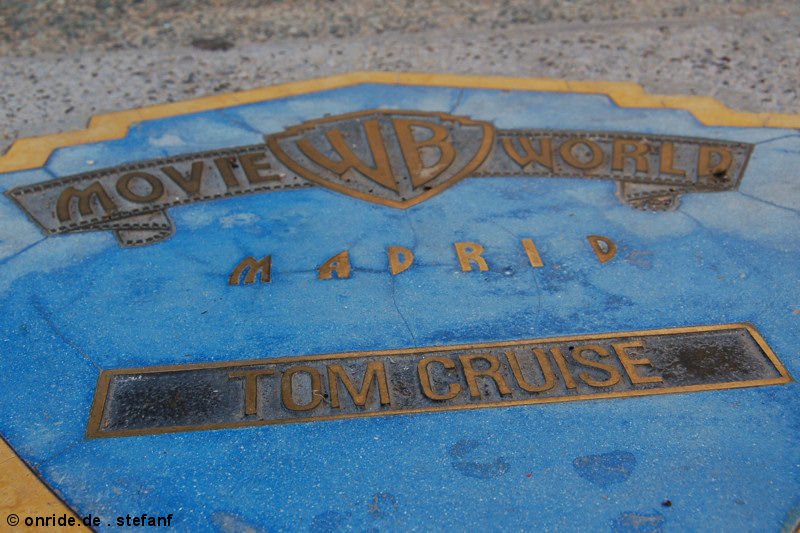 MOVIE WB WORLD
MADRID
TOM CRUISE
© onride.de . stefanf